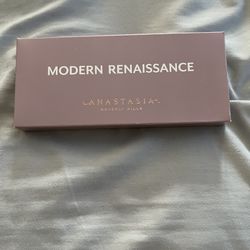 MODERN RENAISSANCE
ANASTASIA
BEVERLY HILLS